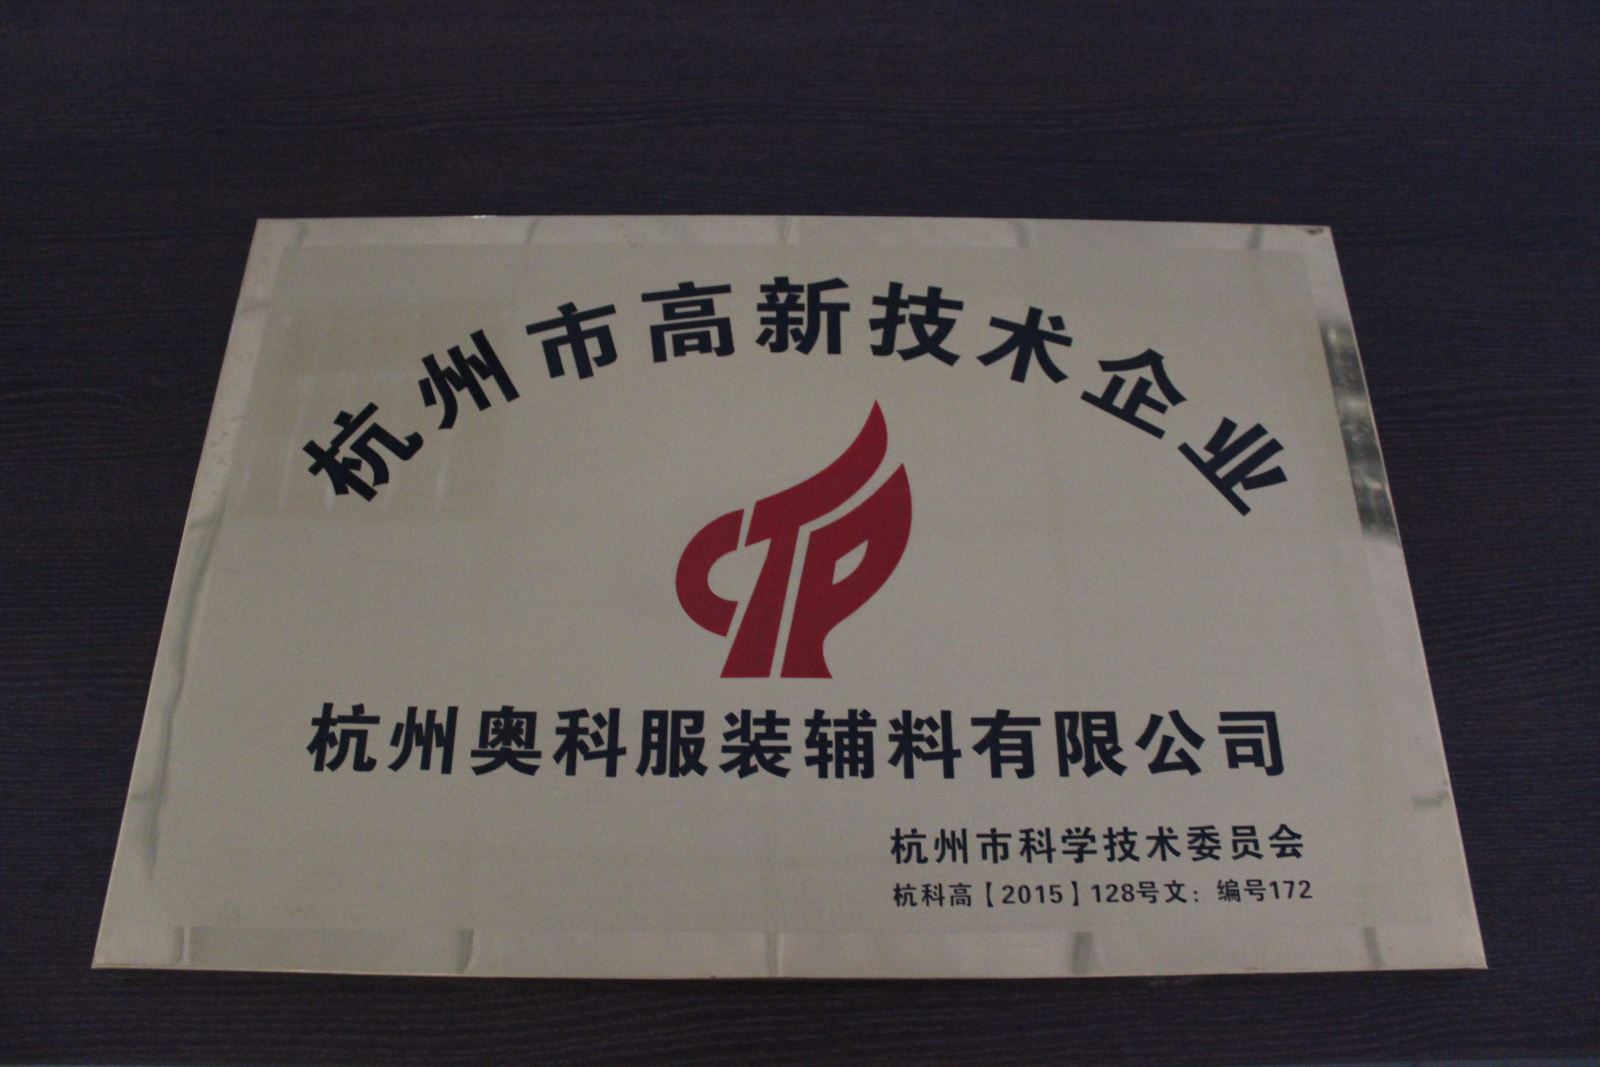 杭州市高新技术企业
CTP
杭州奥科服装辅料有限公司
杭州市科学技术委员会
杭科高【2015】128号文：编号172